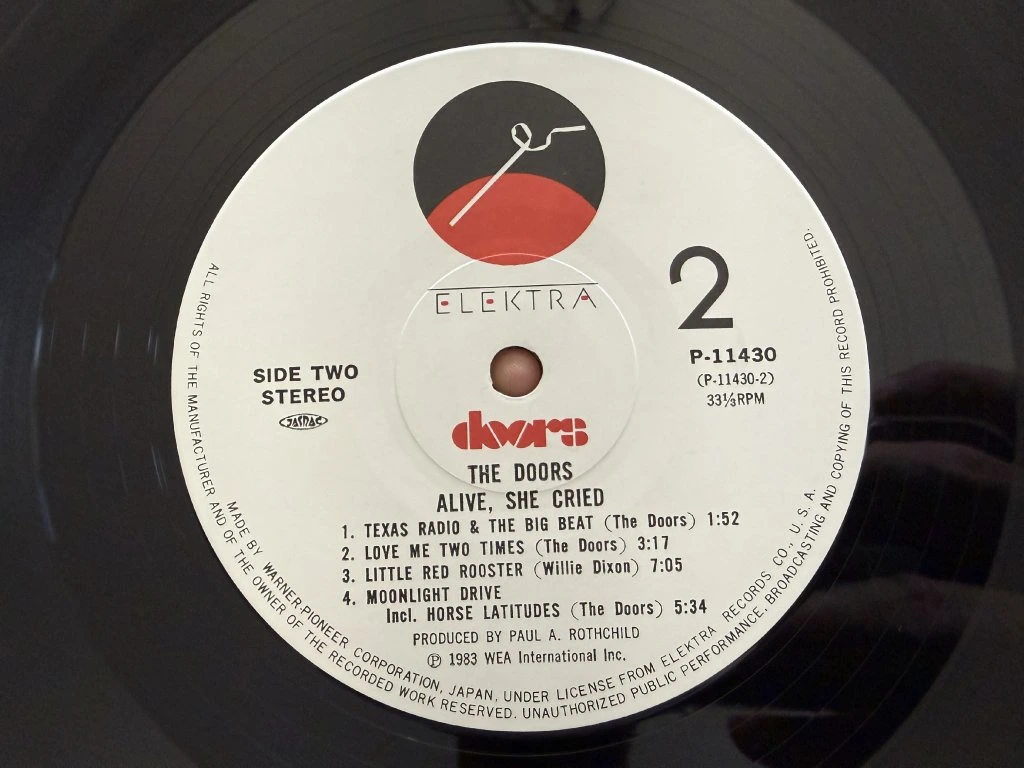 ELEKTRA
2
P-11430
(P-11430-2)
33⅓RPM
SIDE TWO
STEREO
JASRAC
doors
THE DOORS
ALIVE, SHE CRIED
1. TEXAS RADIO & THE BIG BEAT (The Doors) 1:52
2. LOVE ME TWO TIMES (The Doors) 3:17
3. LITTLE RED ROOSTER (Willie Dixon) 7:05
4. MOONLIGHT DRIVE
Incl. HORSE LATITUDES (The Doors) 5:34
PRODUCED BY PAUL A. ROTHCHILD
Ⓟ 1983 WEA International Inc.
MADE BY WARNER-PIONEER CORPORATION, JAPAN, UNDER LICENSE FROM ELEKTRA RECORDS CO., U. S. A.
ALL RIGHTS OF THE MANUFACTURER AND OF THE OWNER OF THE RECORDED WORK RESERVED. UNAUTHORIZED PUBLIC PERFORMANCE, BROADCASTING AND COPYING OF THIS RECORD PROHIBITED.